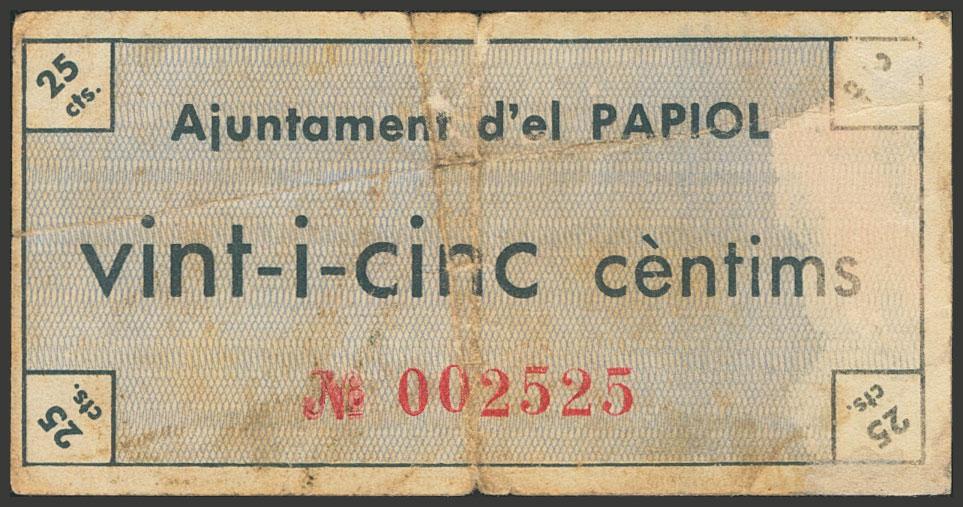 25 cts.
Ajuntament d'el PAPIOL
vint-i-cinc cèntims
Nº 002525
25 cts.
25 cts.